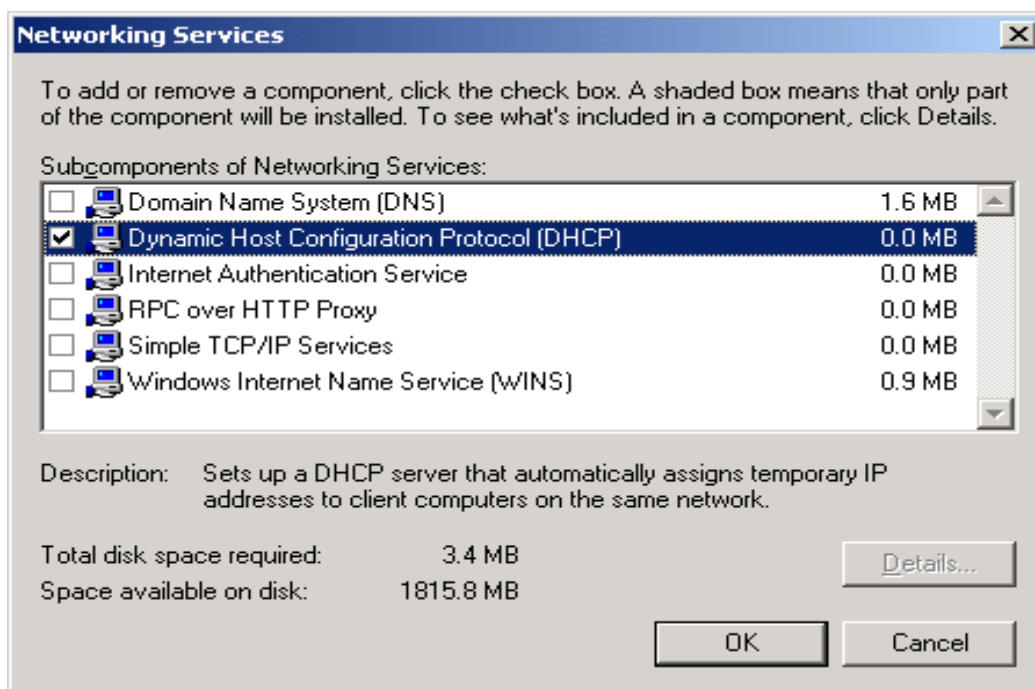 Networking Services
To add or remove a component, click the check box. A shaded box means that only part
of the component will be installed. To see what's included in a component, click Details.
Subcomponents of Networking Services:
Domain Name System (DNS) 1.6 MB
Dynamic Host Configuration Protocol (DHCP) 0.0 MB
Internet Authentication Service 0.0 MB
RPC over HTTP Proxy 0.0 MB
Simple TCP/IP Services 0.0 MB
Windows Internet Name Service (WINS) 0.9 MB
Description: Sets up a DHCP server that automatically assigns temporary IP
addresses to client computers on the same network.
Total disk space required: 3.4 MB
Space available on disk: 1815.8 MB
Details...
OK Cancel